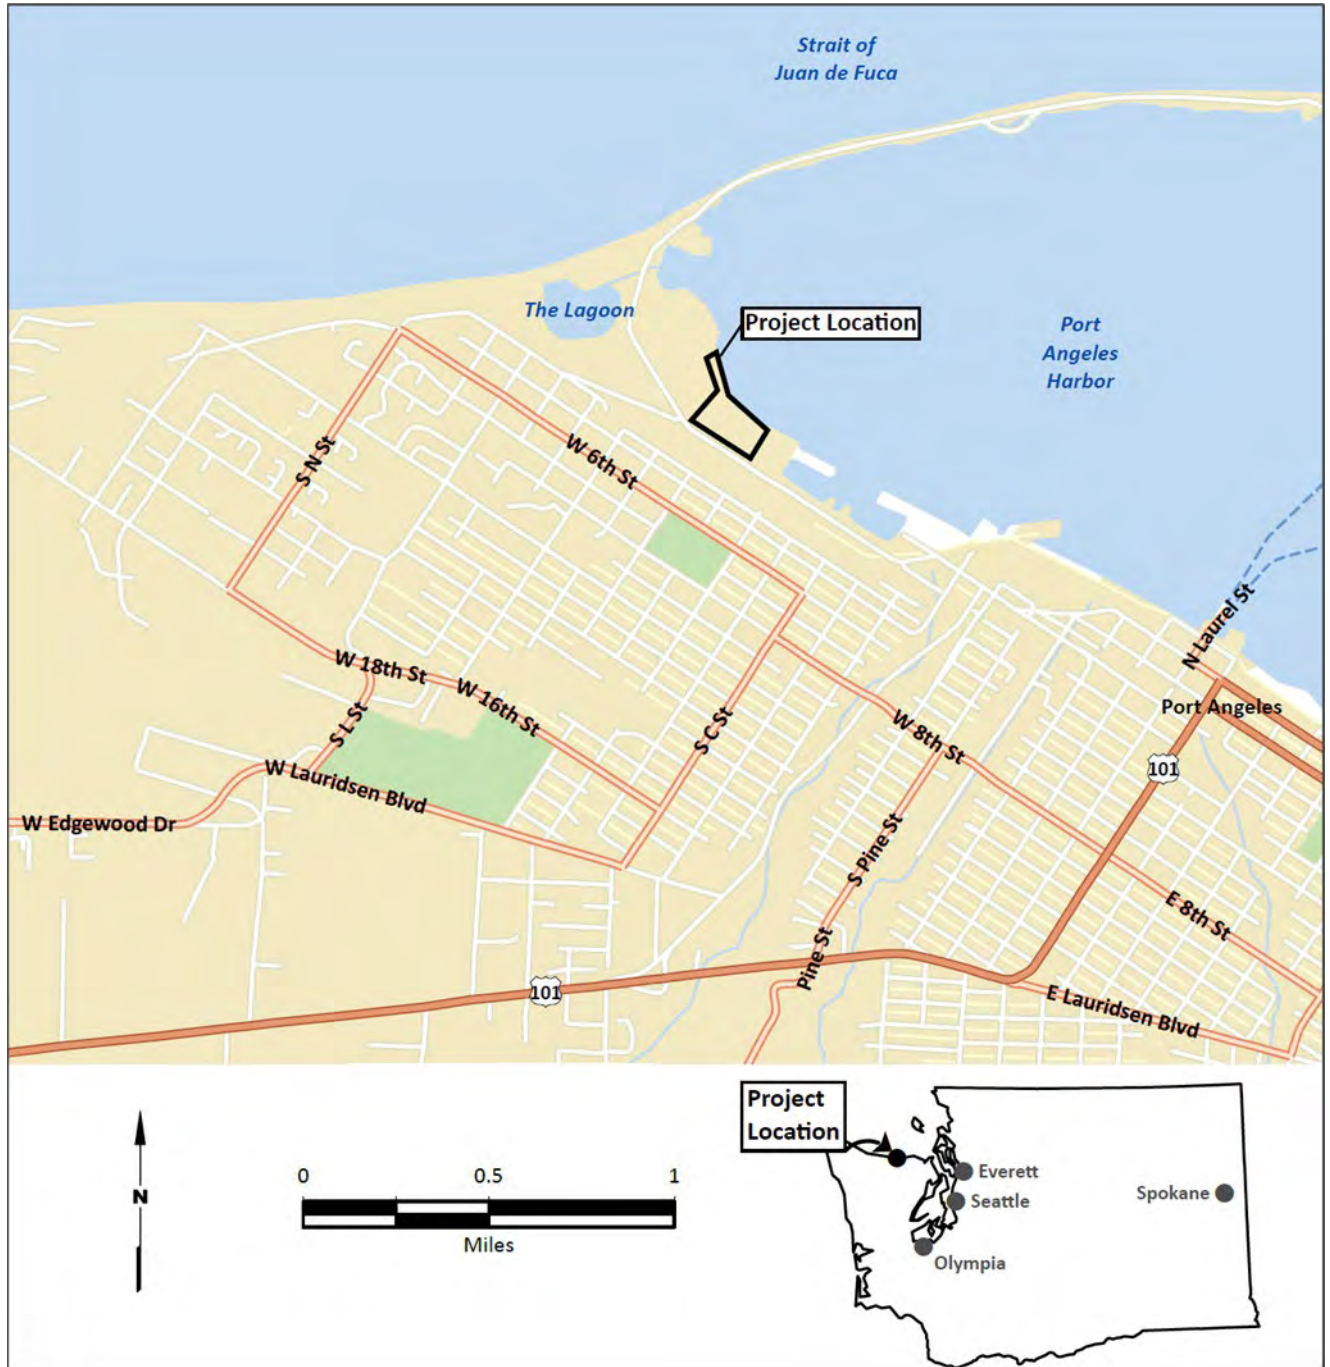 Strait of
Juan de Fuca
The Lagoon
Project Location
Port
Angeles
Harbor
S N St
W 6th St
N Laurel St
W 18th St
W 16th St
S L St
S C St
W 8th St
Port Angeles
101
W Lauridsen Blvd
W Edgewood Dr
S Pine St
E 8th St
Pine St
101
E Lauridsen Blvd
N
0 0.5 1
Miles
Project
Location
Everett
Seattle
Spokane
Olympia